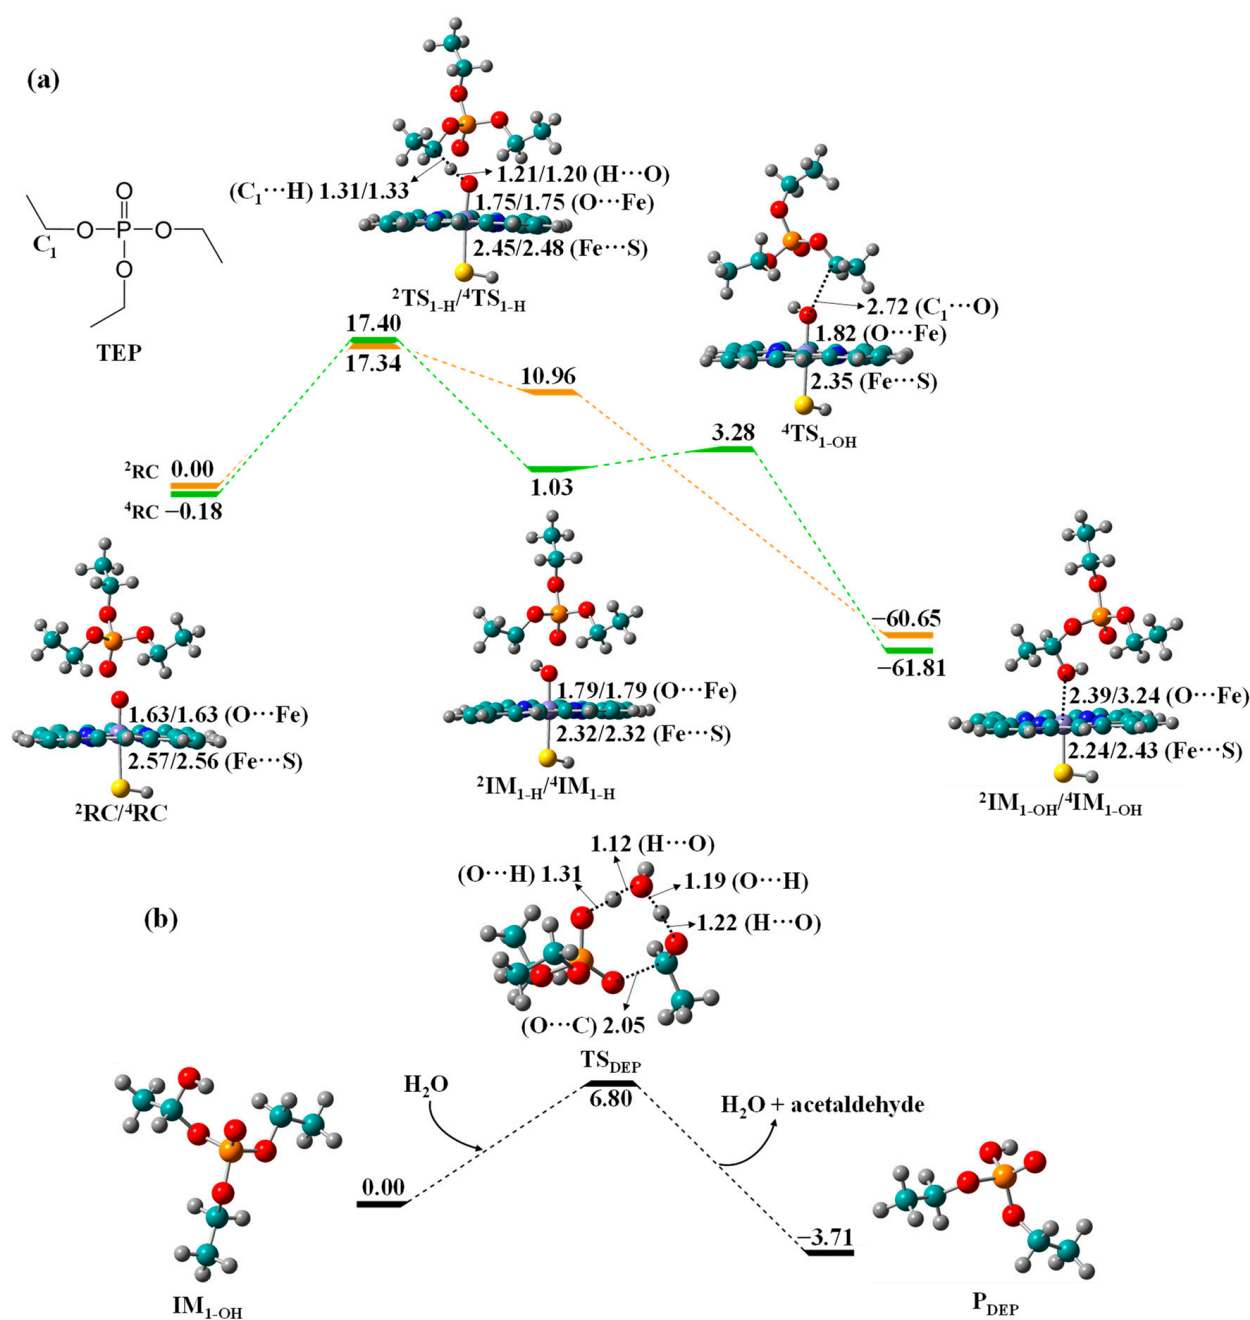 (a)
O
O
P
O
C1
O
TEP
(C1···H) 1.31/1.33
1.21/1.20 (H···O)
1.75/1.75 (O···Fe)
2.45/2.48 (Fe···S)
2TS1-H/4TS1-H
2.72 (C1···O)
1.82 (O···Fe)
2.35 (Fe···S)
4TS1-OH
17.40
17.34
10.96
3.28
2RC 0.00
4RC −0.18
1.03
−60.65
−61.81
1.63/1.63 (O···Fe)
2.57/2.56 (Fe···S)
2RC/4RC
1.79/1.79 (O···Fe)
2.32/2.32 (Fe···S)
2IM1-H/4IM1-H
2.39/3.24 (O···Fe)
2.24/2.43 (Fe···S)
2IM1-OH/4IM1-OH
(b)
1.12 (H···O)
(O···H) 1.31
1.19 (O···H)
1.22 (H···O)
(O···C) 2.05
TSDEP
6.80
H2O
H2O + acetaldehyde
0.00
−3.71
IM1-OH
PDEP